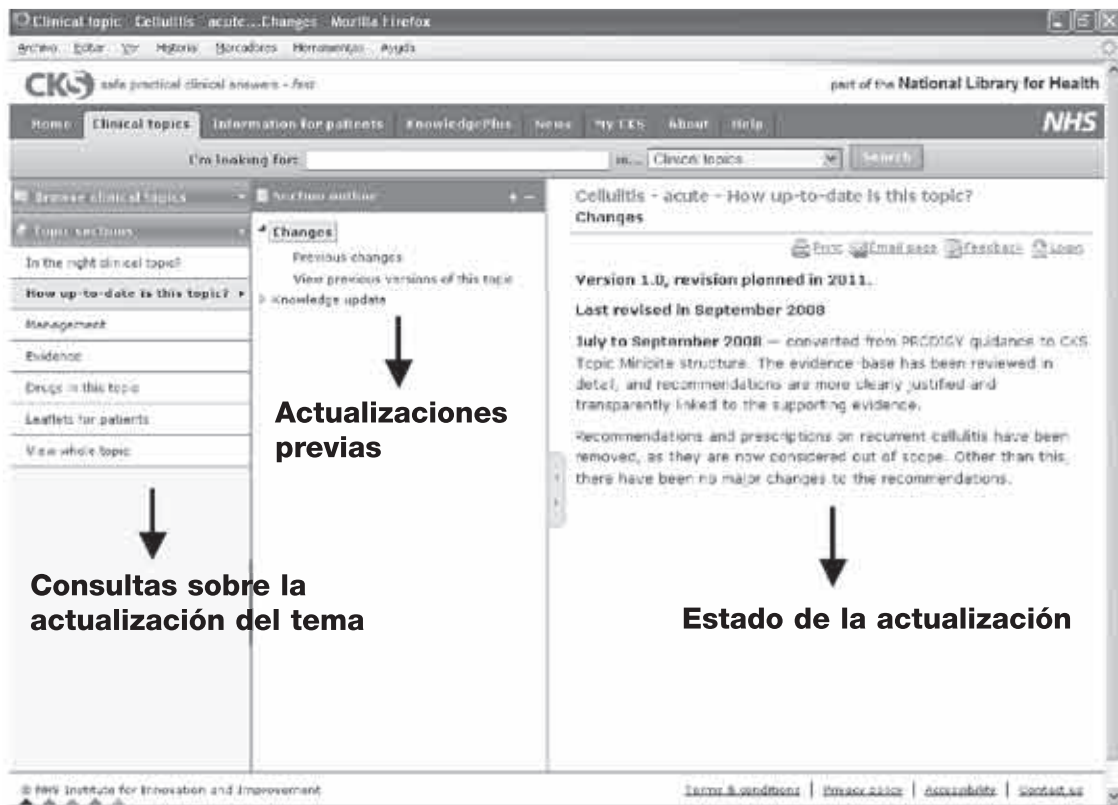 Clinical topic Cellulitis acute...Changes Mozilla Firefox
Archivo Editar Ver Historial Marcadores Herramientas Ayuda
CKS safe practical clinical answers - fast
part of the National Library for Health
Home Clinical topics Information for patients KnowledgePlus News My CKS About Help NHS
I'm looking for: in... Clinical topics Search
Browse clinical topics
Topic sections
In the right clinical topic?
How up-to-date is this topic?
Management
Evidence
Drugs in this topic
Leaflets for patients
View whole topic
Section outline
Changes
Previous changes
View previous versions of this topic
Knowledge update
Actualizaciones
previas
Consultas sobre la
actualización del tema
Cellulitis - acute - How up-to-date is this topic?
Changes
Print Email page Feedback Login
Version 1.0, revision planned in 2011.
Last revised in September 2008
July to September 2008 — converted from PRODIGY guidance to CKS
Topic Minibite structure. The evidence-base has been reviewed in
detail, and recommendations are more clearly justified and
transparently linked to the supporting evidence.
Recommendations and prescriptions on recurrent cellulitis have been
removed, as they are now considered out of scope. Other than this,
there have been no major changes to the recommendations.
Estado de la actualización
© NHS Institute for Innovation and Improvement
Terms & conditions | Privacy policy | Accessibility | Contact us